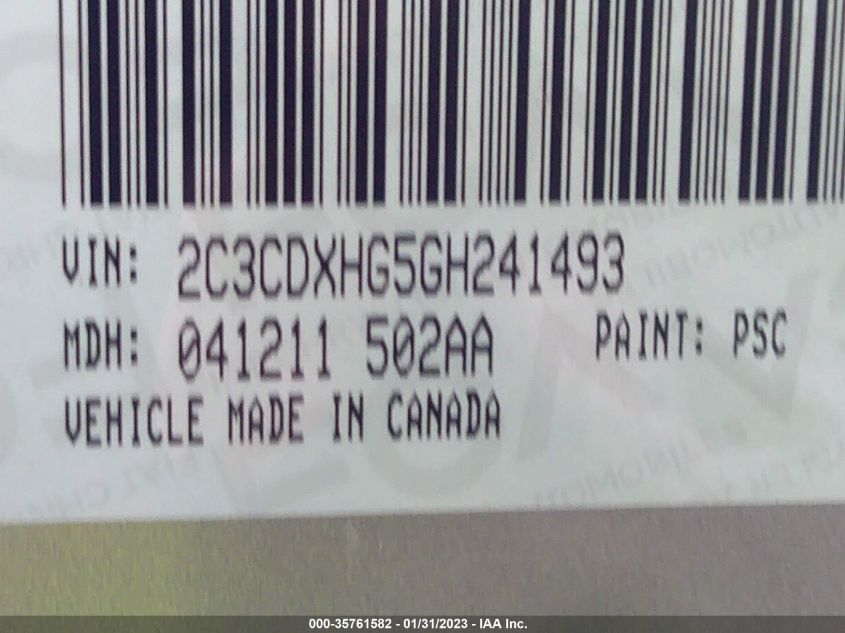 VIN: 2C3CDXHG5GH241493
MDH: 041211 502AA PAINT: PSC
VEHICLE MADE IN CANADA
000-35761582 - 01/31/2023 - IAA Inc.